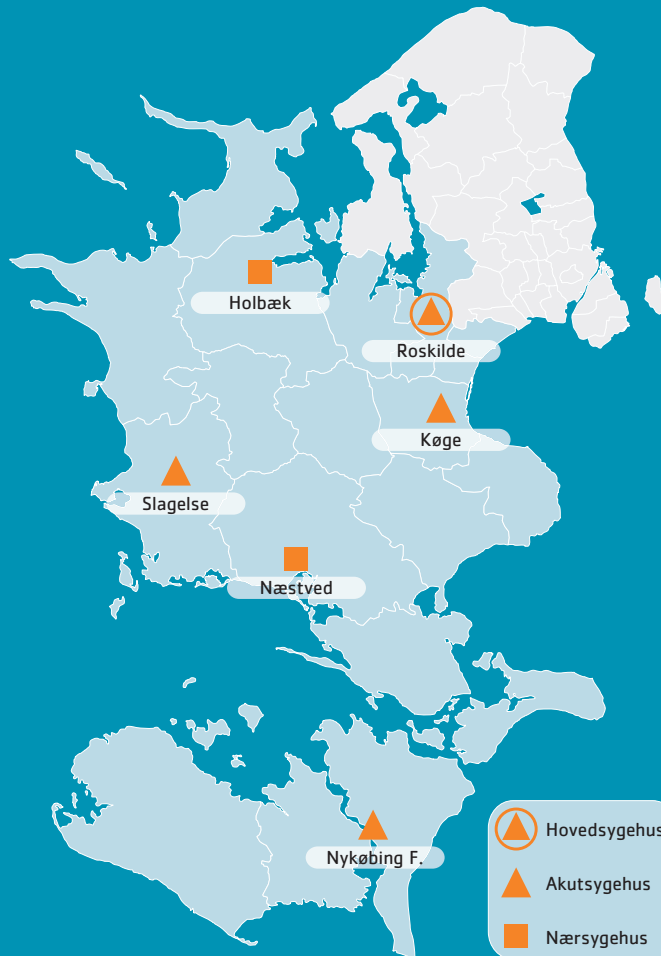 Holbæk
Roskilde
Køge
Slagelse
Næstved
Nykøbing F.
Hovedsygehus
Akutsygehus
Nærsygehus